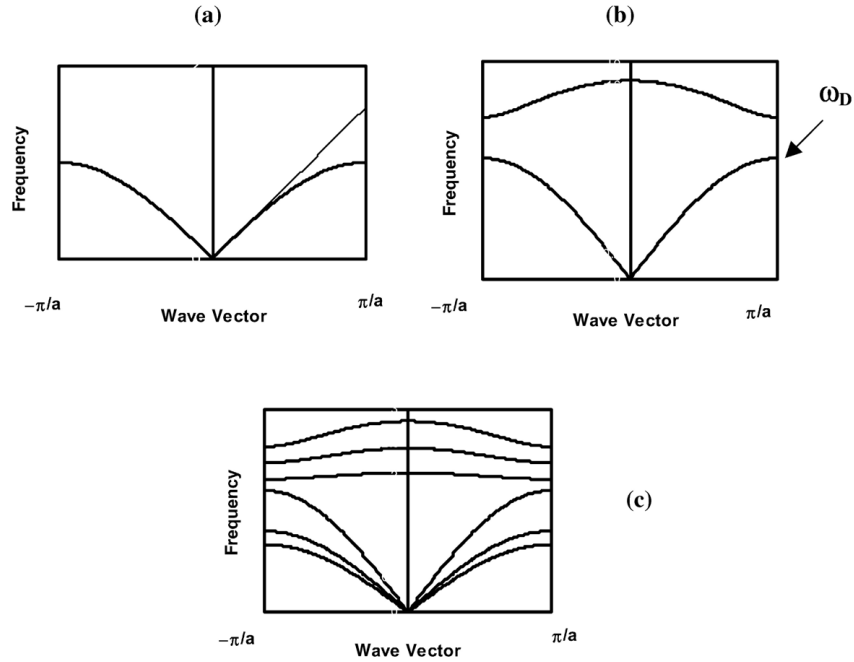 (a)
Frequency
−π/a
Wave Vector
π/a
(b)
Frequency
ωD
−π/a
Wave Vector
π/a
(c)
Frequency
−π/a
Wave Vector
π/a